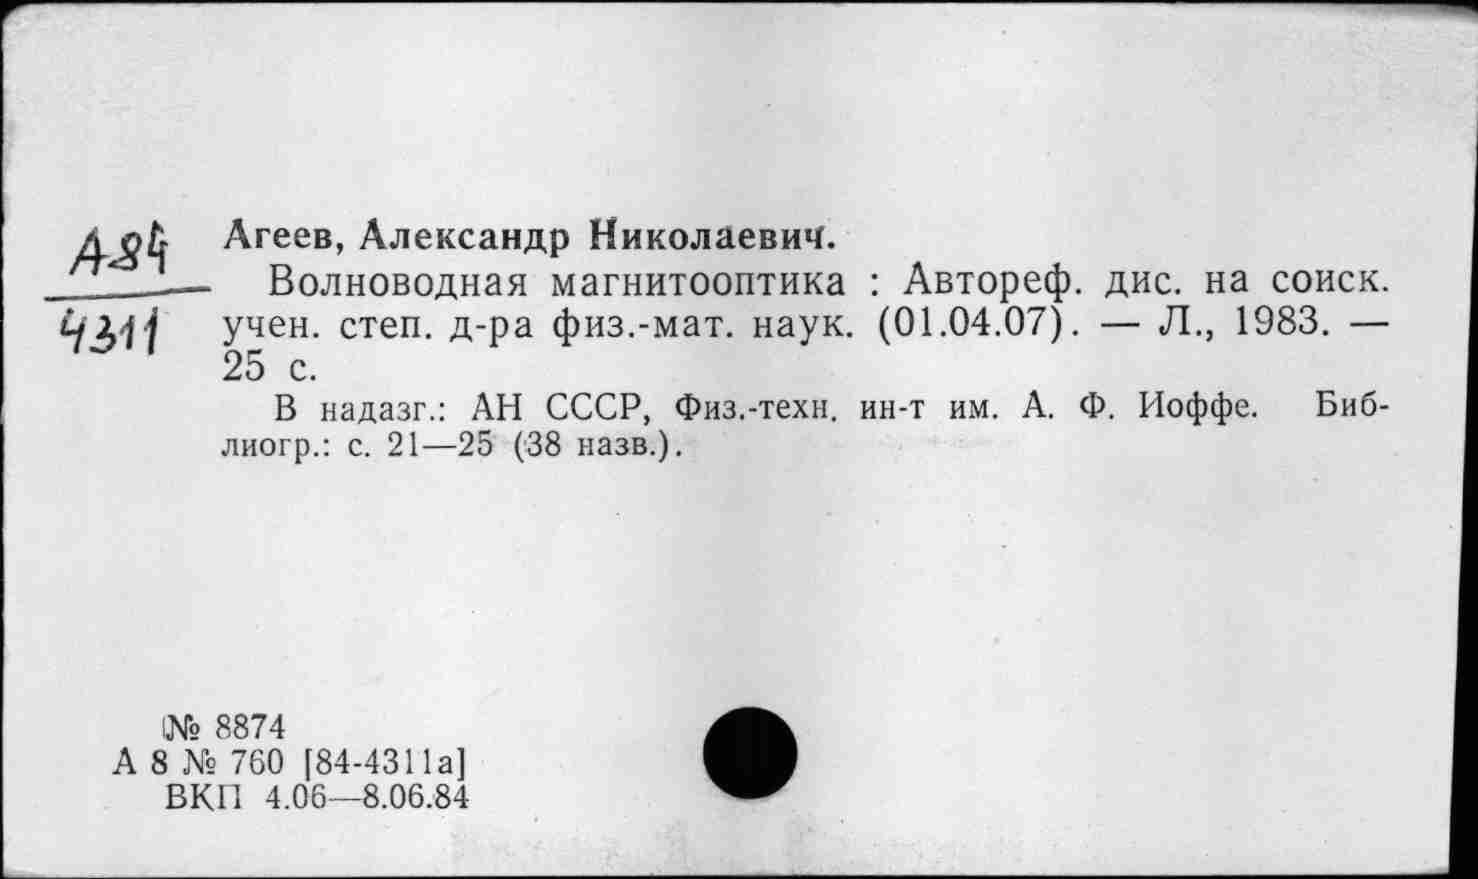 А84
4311
Агеев, Александр Николаевич.
Волноводная магнитооптика : Автореф. дис. на соиск.
учен. степ. д-ра физ.-мат. наук. (01.04.07). — Л., 1983. —
25 с.
В надазг.: АН СССР, Физ.-техн. ин-т им. А. Ф. Иоффе. Биб-
лиогр.: с. 21—25 (38 назв.).
№ 8874
А 8 № 760 [84-4311а]
ВКП 4.06—8.06.84